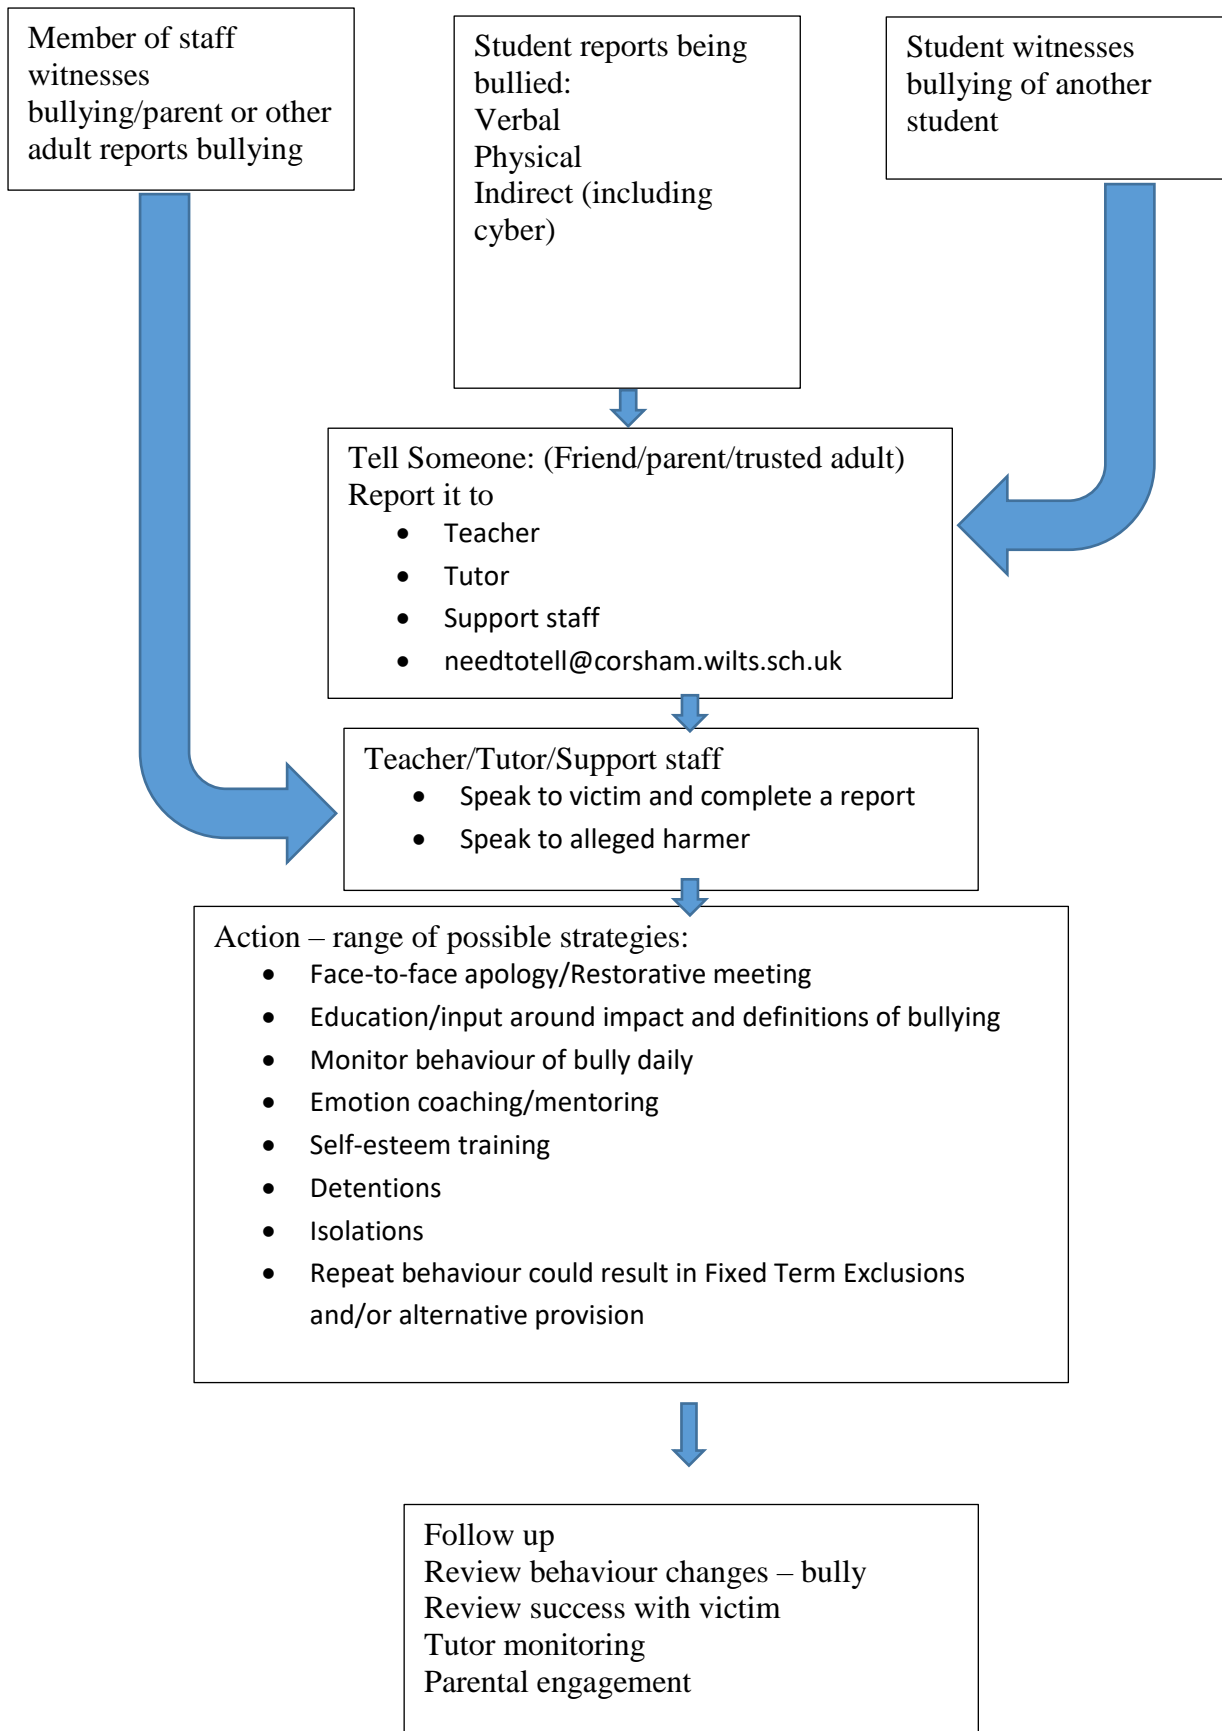 Member of staff
witnesses
bullying/parent or other
adult reports bullying
Student reports being
bullied:
Verbal
Physical
Indirect (including
cyber)
Student witnesses
bullying of another
student
Tell Someone: (Friend/parent/trusted adult)
Report it to
• Teacher
• Tutor
• Support staff
• needtotell@corsham.wilts.sch.uk
Teacher/Tutor/Support staff
• Speak to victim and complete a report
• Speak to alleged harmer
Action – range of possible strategies:
• Face-to-face apology/Restorative meeting
• Education/input around impact and definitions of bullying
• Monitor behaviour of bully daily
• Emotion coaching/mentoring
• Self-esteem training
• Detentions
• Isolations
• Repeat behaviour could result in Fixed Term Exclusions
and/or alternative provision
Follow up
Review behaviour changes – bully
Review success with victim
Tutor monitoring
Parental engagement